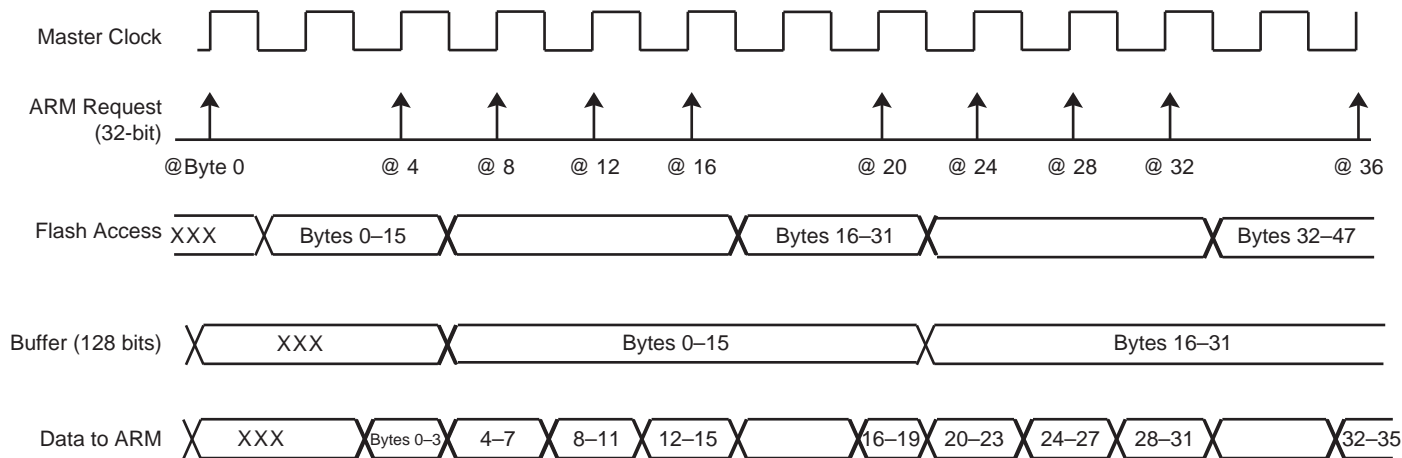 Master Clock
ARM Request
(32-bit)
@Byte 0 @ 4 @ 8 @ 12 @ 16 @ 20 @ 24 @ 28 @ 32 @ 36
Flash Access XXX Bytes 0–15 Bytes 16–31 Bytes 32–47
Buffer (128 bits) XXX Bytes 0–15 Bytes 16–31
Data to ARM XXX Bytes 0–3 4–7 8–11 12–15 16–19 20–23 24–27 28–31 32–35